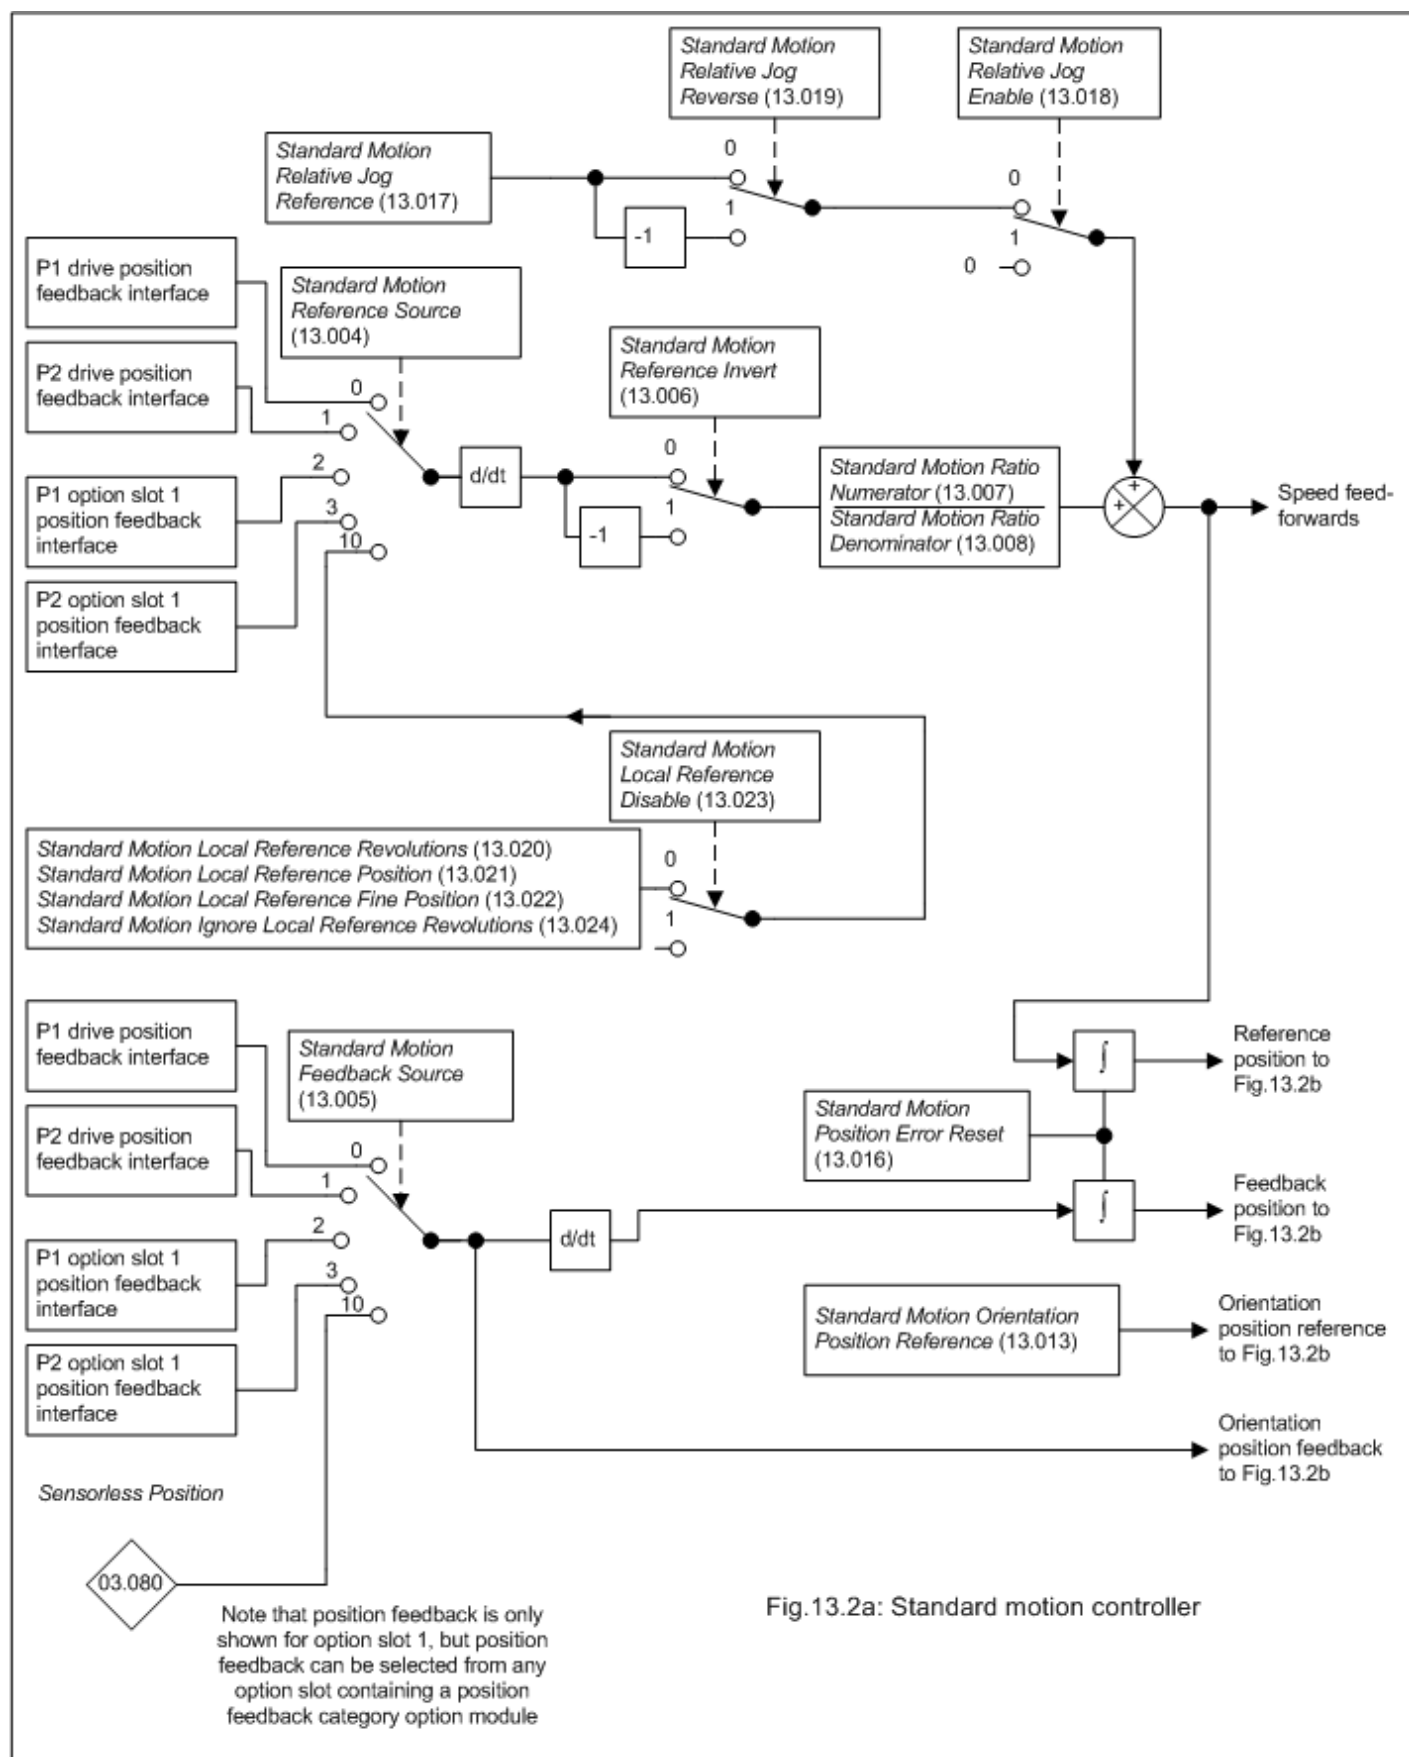 Standard Motion
Relative Jog
Reverse (13.019)
Standard Motion
Relative Jog
Enable (13.018)
Standard Motion
Relative Jog
Reference (13.017)
0
1
-1
0
1
0
P1 drive position
feedback interface
Standard Motion
Reference Source
(13.004)
P2 drive position
feedback interface
Standard Motion
Reference Invert
(13.006)
0
1
2
3
10
d/dt
0
1
-1
P1 option slot 1
position feedback
interface
P2 option slot 1
position feedback
interface
Standard Motion Ratio
Numerator (13.007)
Standard Motion Ratio
Denominator (13.008)
+
+
Speed feed-
forwards
Standard Motion
Local Reference
Disable (13.023)
Standard Motion Local Reference Revolutions (13.020)
Standard Motion Local Reference Position (13.021)
Standard Motion Local Reference Fine Position (13.022)
Standard Motion Ignore Local Reference Revolutions (13.024)
0
1
P1 drive position
feedback interface
Standard Motion
Feedback Source
(13.005)
P2 drive position
feedback interface
0
1
2
3
10
d/dt
P1 option slot 1
position feedback
interface
P2 option slot 1
position feedback
interface
∫
Reference
position to
Fig.13.2b
Standard Motion
Position Error Reset
(13.016)
∫
Feedback
position to
Fig.13.2b
Standard Motion Orientation
Position Reference (13.013)
Orientation
position reference
to Fig.13.2b
Orientation
position feedback
to Fig.13.2b
Sensorless Position
03.080
Note that position feedback is only
shown for option slot 1, but position
feedback can be selected from any
option slot containing a position
feedback category option module
Fig.13.2a: Standard motion controller